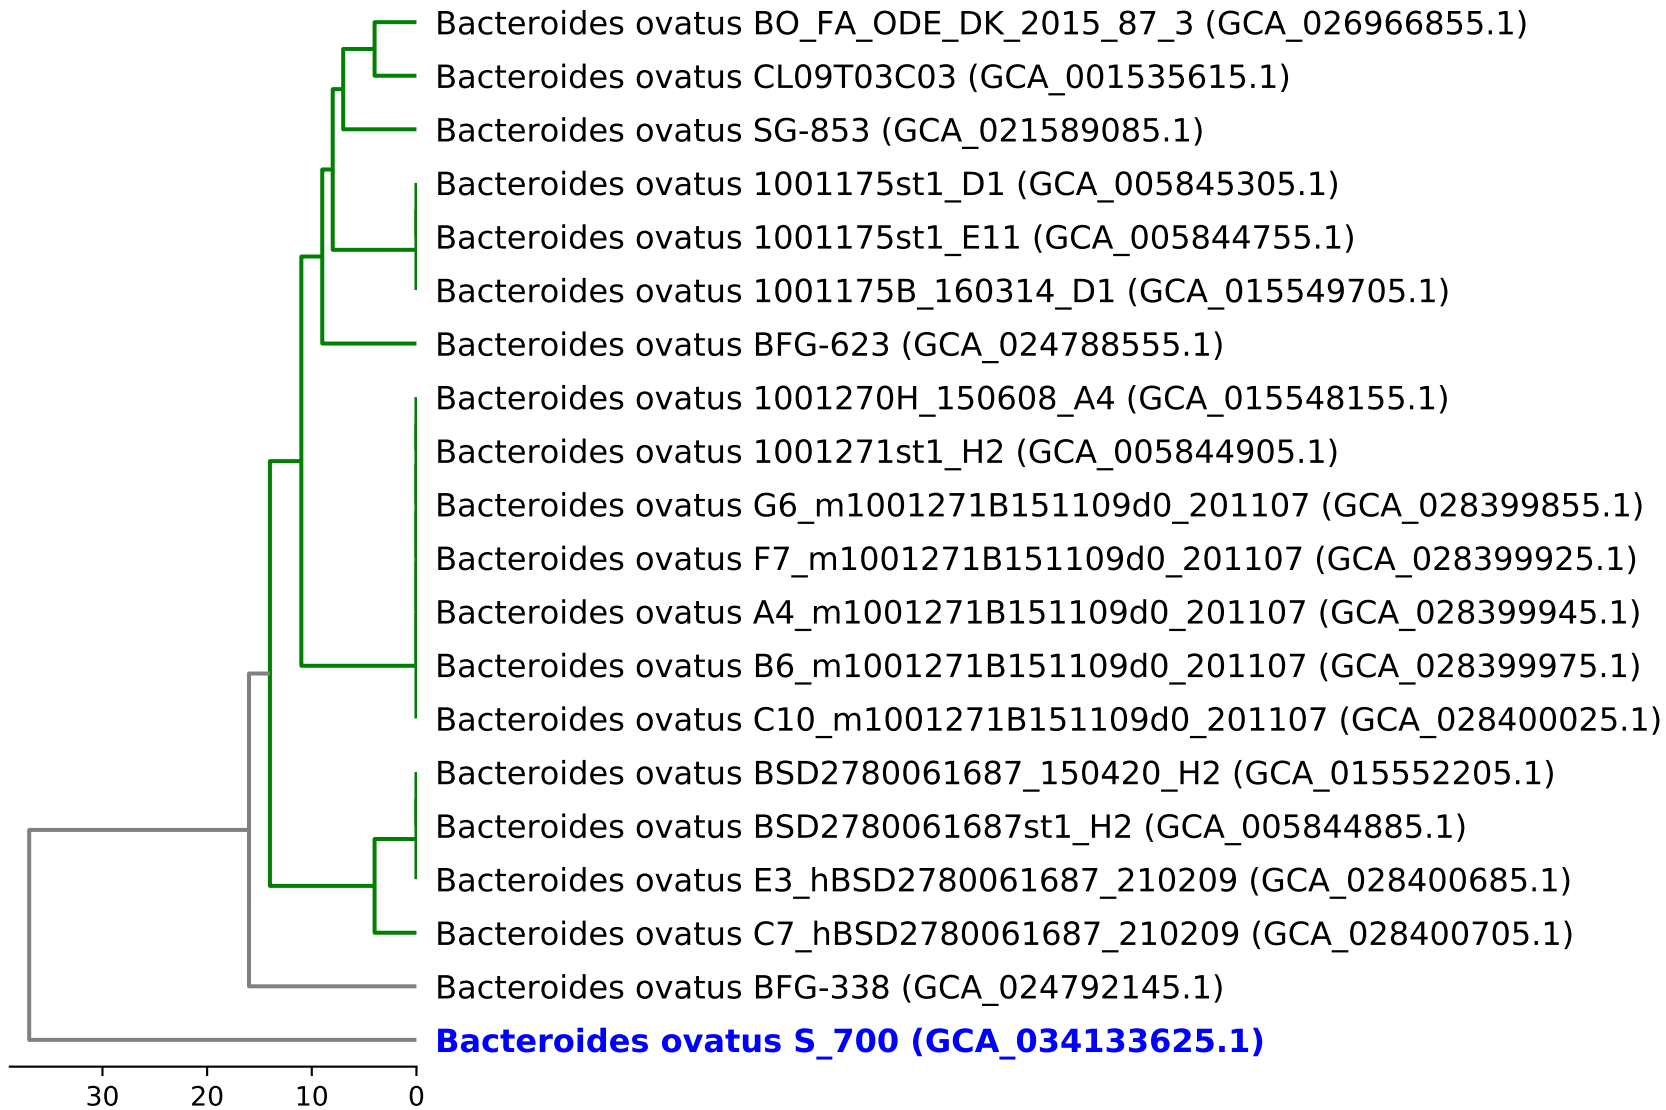 Bacteroides ovatus BO_FA_ODE_DK_2015_87_3 (GCA_026966855.1)
Bacteroides ovatus CL09T03C03 (GCA_001535615.1)
Bacteroides ovatus SG-853 (GCA_021589085.1)
Bacteroides ovatus 1001175st1_D1 (GCA_005845305.1)
Bacteroides ovatus 1001175st1_E11 (GCA_005844755.1)
Bacteroides ovatus 1001175B_160314_D1 (GCA_015549705.1)
Bacteroides ovatus BFG-623 (GCA_024788555.1)
Bacteroides ovatus 1001270H_150608_A4 (GCA_015548155.1)
Bacteroides ovatus 1001271st1_H2 (GCA_005844905.1)
Bacteroides ovatus G6_m1001271B151109d0_201107 (GCA_028399855.1)
Bacteroides ovatus F7_m1001271B151109d0_201107 (GCA_028399925.1)
Bacteroides ovatus A4_m1001271B151109d0_201107 (GCA_028399945.1)
Bacteroides ovatus B6_m1001271B151109d0_201107 (GCA_028399975.1)
Bacteroides ovatus C10_m1001271B151109d0_201107 (GCA_028400025.1)
Bacteroides ovatus BSD2780061687_150420_H2 (GCA_015552205.1)
Bacteroides ovatus BSD2780061687st1_H2 (GCA_005844885.1)
Bacteroides ovatus E3_hBSD2780061687_210209 (GCA_028400685.1)
Bacteroides ovatus C7_hBSD2780061687_210209 (GCA_028400705.1)
Bacteroides ovatus BFG-338 (GCA_024792145.1)
Bacteroides ovatus S_700 (GCA_034133625.1)
30 20 10 0